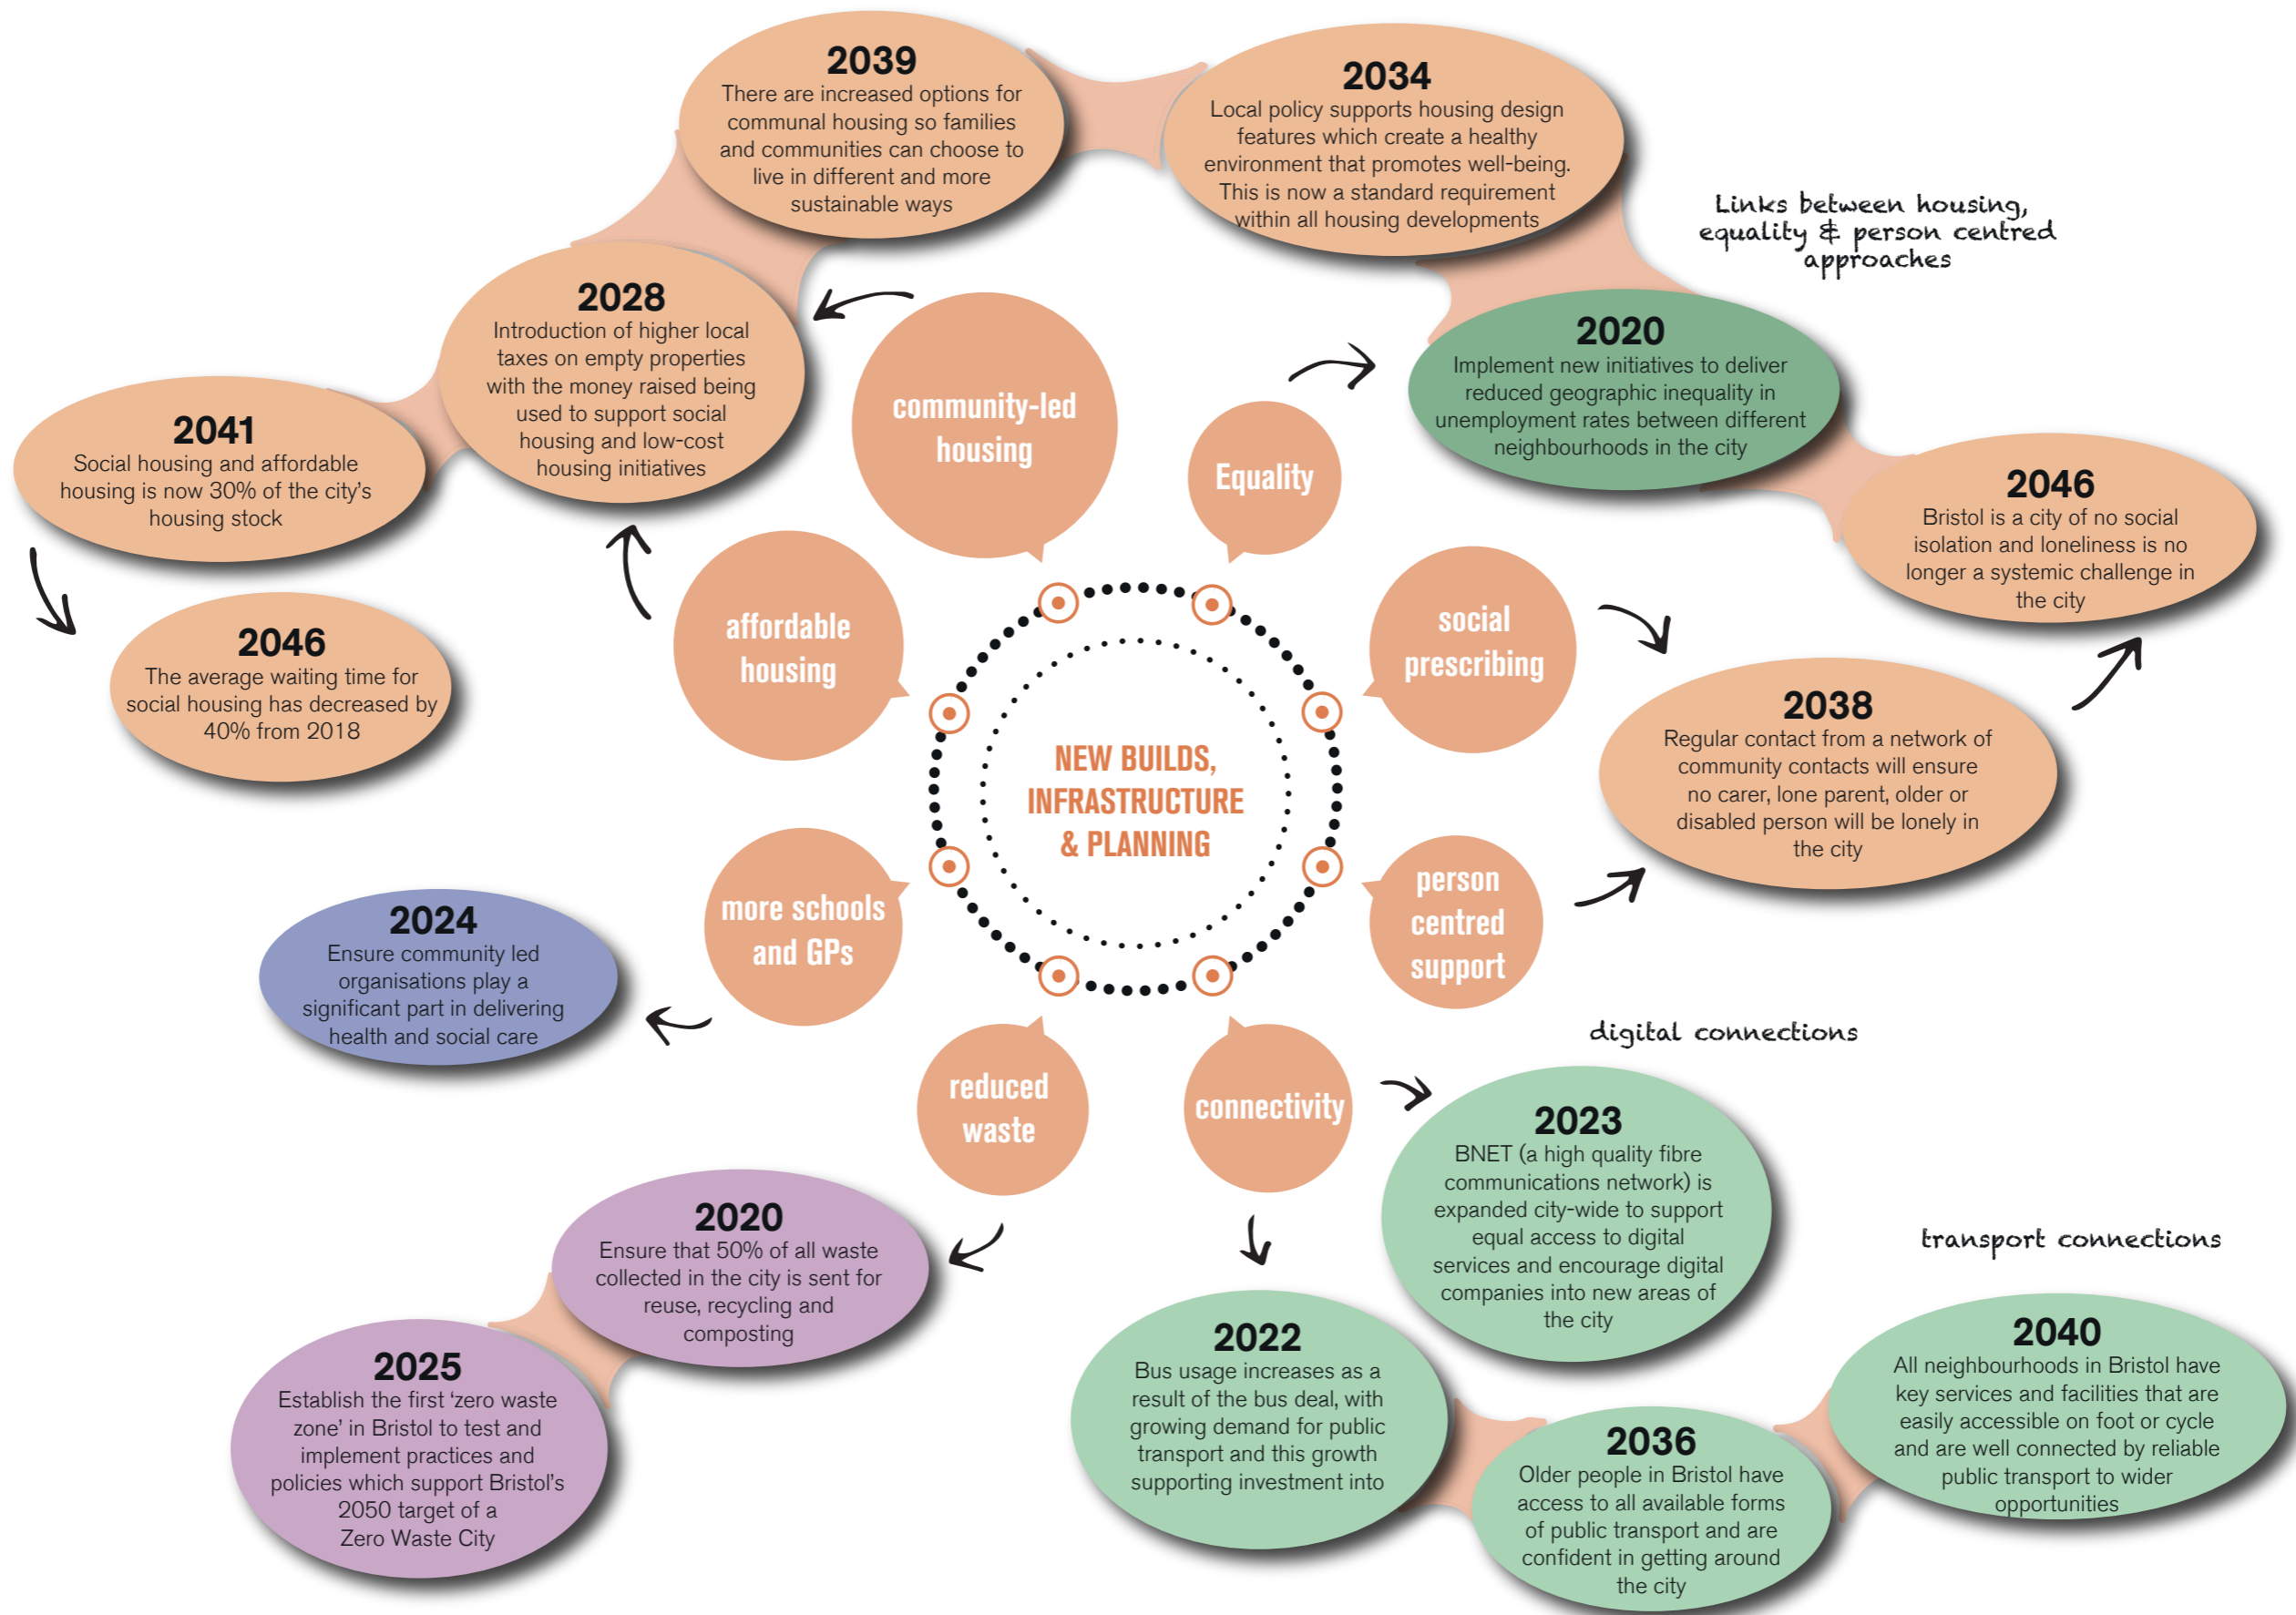 2039
There are increased options for
communal housing so families
and communities can choose to
live in different and more
sustainable ways
2034
Local policy supports housing design
features which create a healthy
environment that promotes well-being.
This is now a standard requirement
within all housing developments
Links between housing,
equality & person centred
approaches
2028
Introduction of higher local
taxes on empty properties
with the money raised being
used to support social
housing and low-cost
housing initiatives
2020
Implement new initiatives to deliver
reduced geographic inequality in
unemployment rates between different
neighbourhoods in the city
2041
Social housing and affordable
housing is now 30% of the city's
housing stock
2046
Bristol is a city of no social
isolation and loneliness is no
longer a systemic challenge in
the city
2046
The average waiting time for
social housing has decreased by
40% from 2018
community-led
housing
Equality
affordable
housing
social
prescribing
2038
Regular contact from a network of
community contacts will ensure
no carer, lone parent, older or
disabled person will be lonely in
the city
NEW BUILDS,
INFRASTRUCTURE
& PLANNING
more schools
and GPs
person
centred
support
2024
Ensure community led
organisations play a
significant part in delivering
health and social care
reduced
waste
connectivity
digital connections
2023
BNET (a high quality fibre
communications network) is
expanded city-wide to support
equal access to digital
services and encourage digital
companies into new areas of
the city
2020
Ensure that 50% of all waste
collected in the city is sent for
reuse, recycling and
composting
2025
Establish the first ‘zero waste
zone’ in Bristol to test and
implement practices and
policies which support Bristol's
2050 target of a
Zero Waste City
transport connections
2022
Bus usage increases as a
result of the bus deal, with
growing demand for public
transport and this growth
supporting investment into
2036
Older people in Bristol have
access to all available forms
of public transport and are
confident in getting around
the city
2040
All neighbourhoods in Bristol have
key services and facilities that are
easily accessible on foot or cycle
and are well connected by reliable
public transport to wider
opportunities